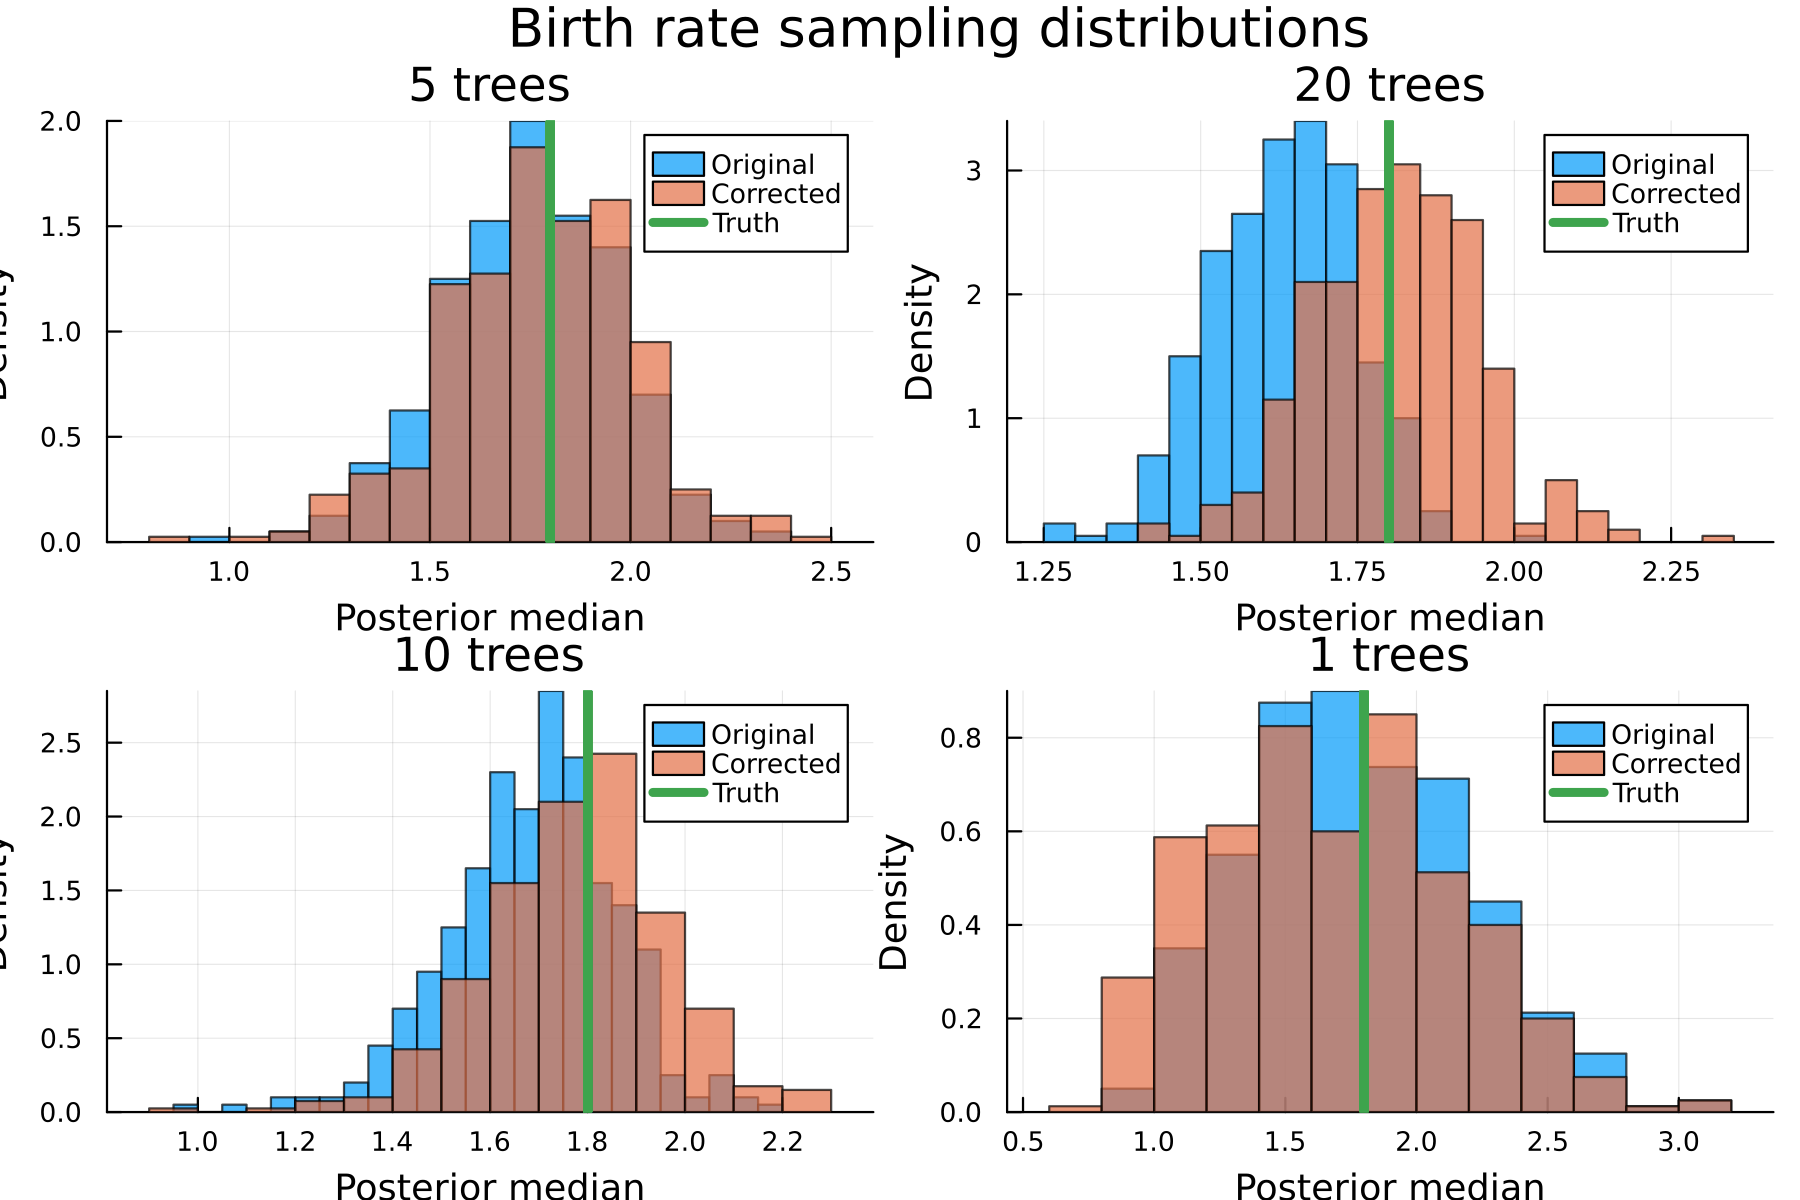 Birth rate sampling distributions
5 trees
2.0
1.5
1.0
0.5
0.0
Density
Original
Corrected
Truth
1.0 1.5 2.0 2.5
Posterior median
20 trees
3
2
1
0
Density
Original
Corrected
Truth
1.25 1.50 1.75 2.00 2.25
Posterior median
10 trees
2.5
2.0
1.5
1.0
0.5
0.0
Density
Original
Corrected
Truth
1.0 1.2 1.4 1.6 1.8 2.0 2.2
Posterior median
1 trees
0.8
0.6
0.4
0.2
0.0
Density
Original
Corrected
Truth
0.5 1.0 1.5 2.0 2.5 3.0
Posterior median